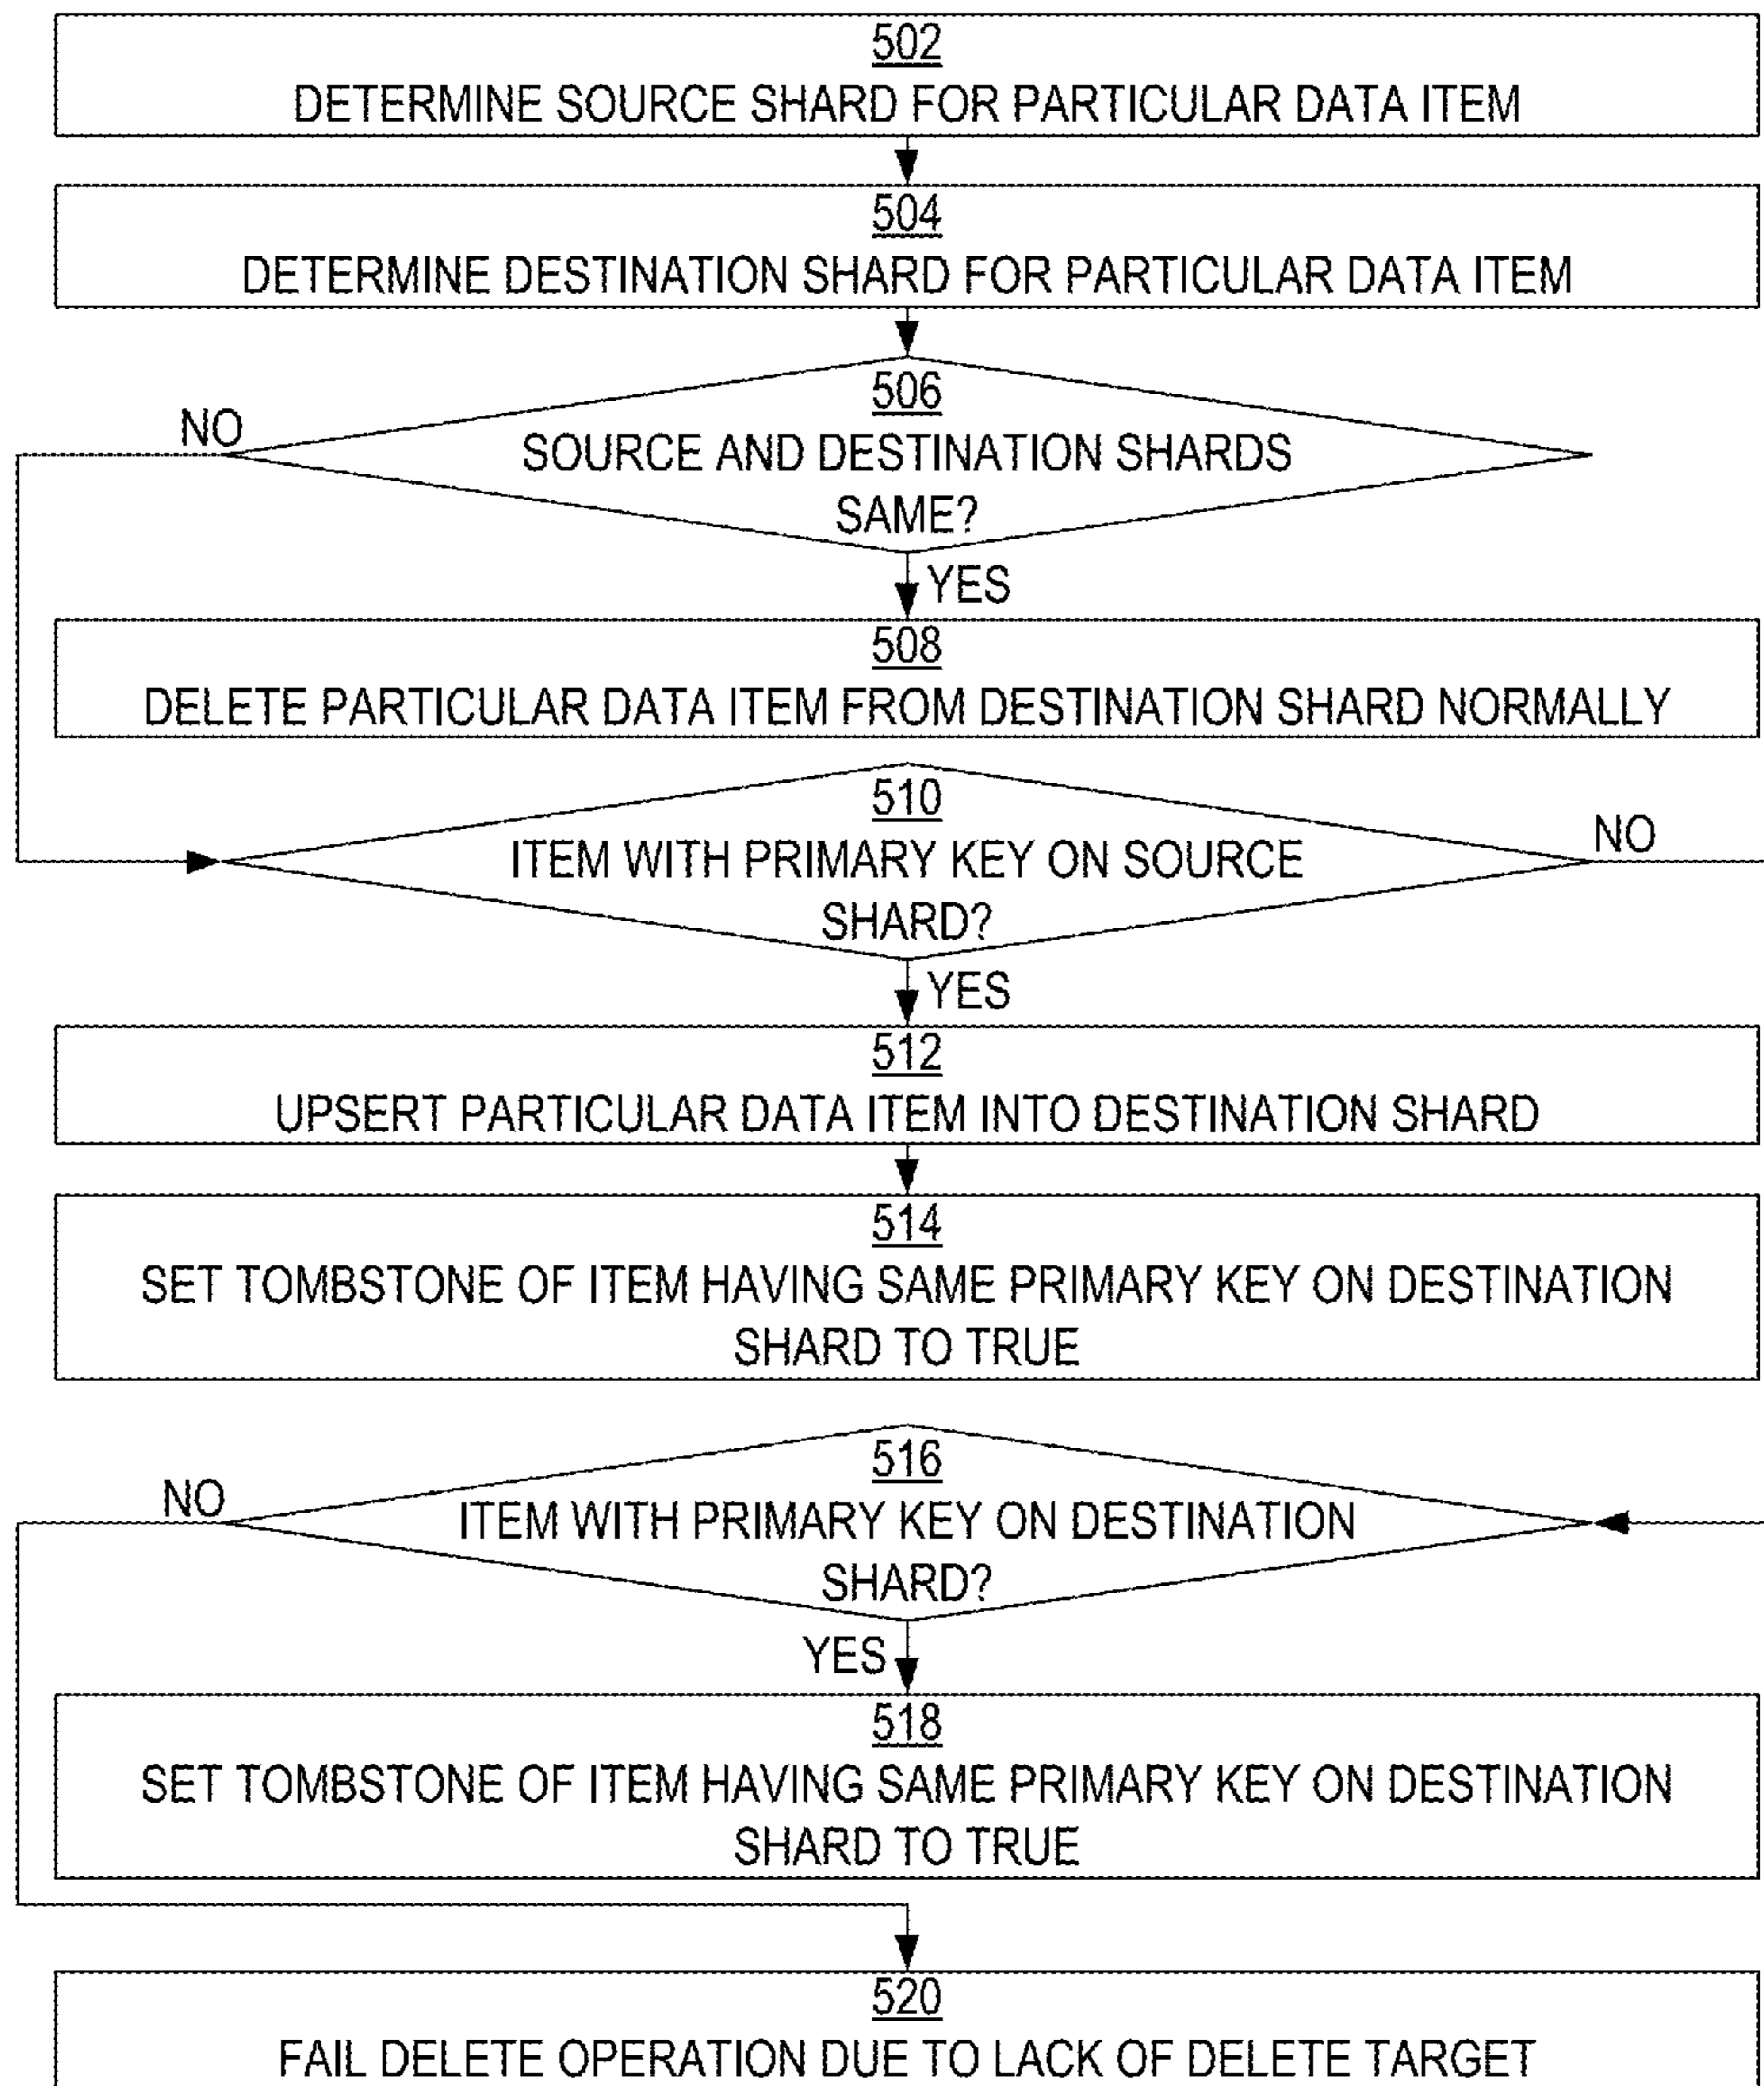 502
DETERMINE SOURCE SHARD FOR PARTICULAR DATA ITEM
504
DETERMINE DESTINATION SHARD FOR PARTICULAR DATA ITEM
506
NO
SOURCE AND DESTINATION SHARDS
SAME?
YES
508
DELETE PARTICULAR DATA ITEM FROM DESTINATION SHARD NORMALLY
510
NO
ITEM WITH PRIMARY KEY ON SOURCE
SHARD?
YES
512
UPSERT PARTICULAR DATA ITEM INTO DESTINATION SHARD
514
SET TOMBSTONE OF ITEM HAVING SAME PRIMARY KEY ON DESTINATION
SHARD TO TRUE
516
NO
ITEM WITH PRIMARY KEY ON DESTINATION
SHARD?
YES
518
SET TOMBSTONE OF ITEM HAVING SAME PRIMARY KEY ON DESTINATION
SHARD TO TRUE
520
FAIL DELETE OPERATION DUE TO LACK OF DELETE TARGET